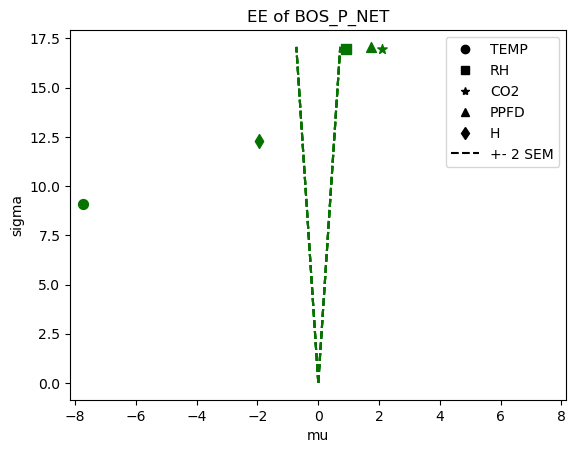 EE of BOS_P_NET
17.5
15.0
12.5
10.0
7.5
5.0
2.5
0.0
sigma
TEMP
RH
CO2
PPFD
H
+- 2 SEM
−8
−6
−4
−2
0
2
4
6
8
mu